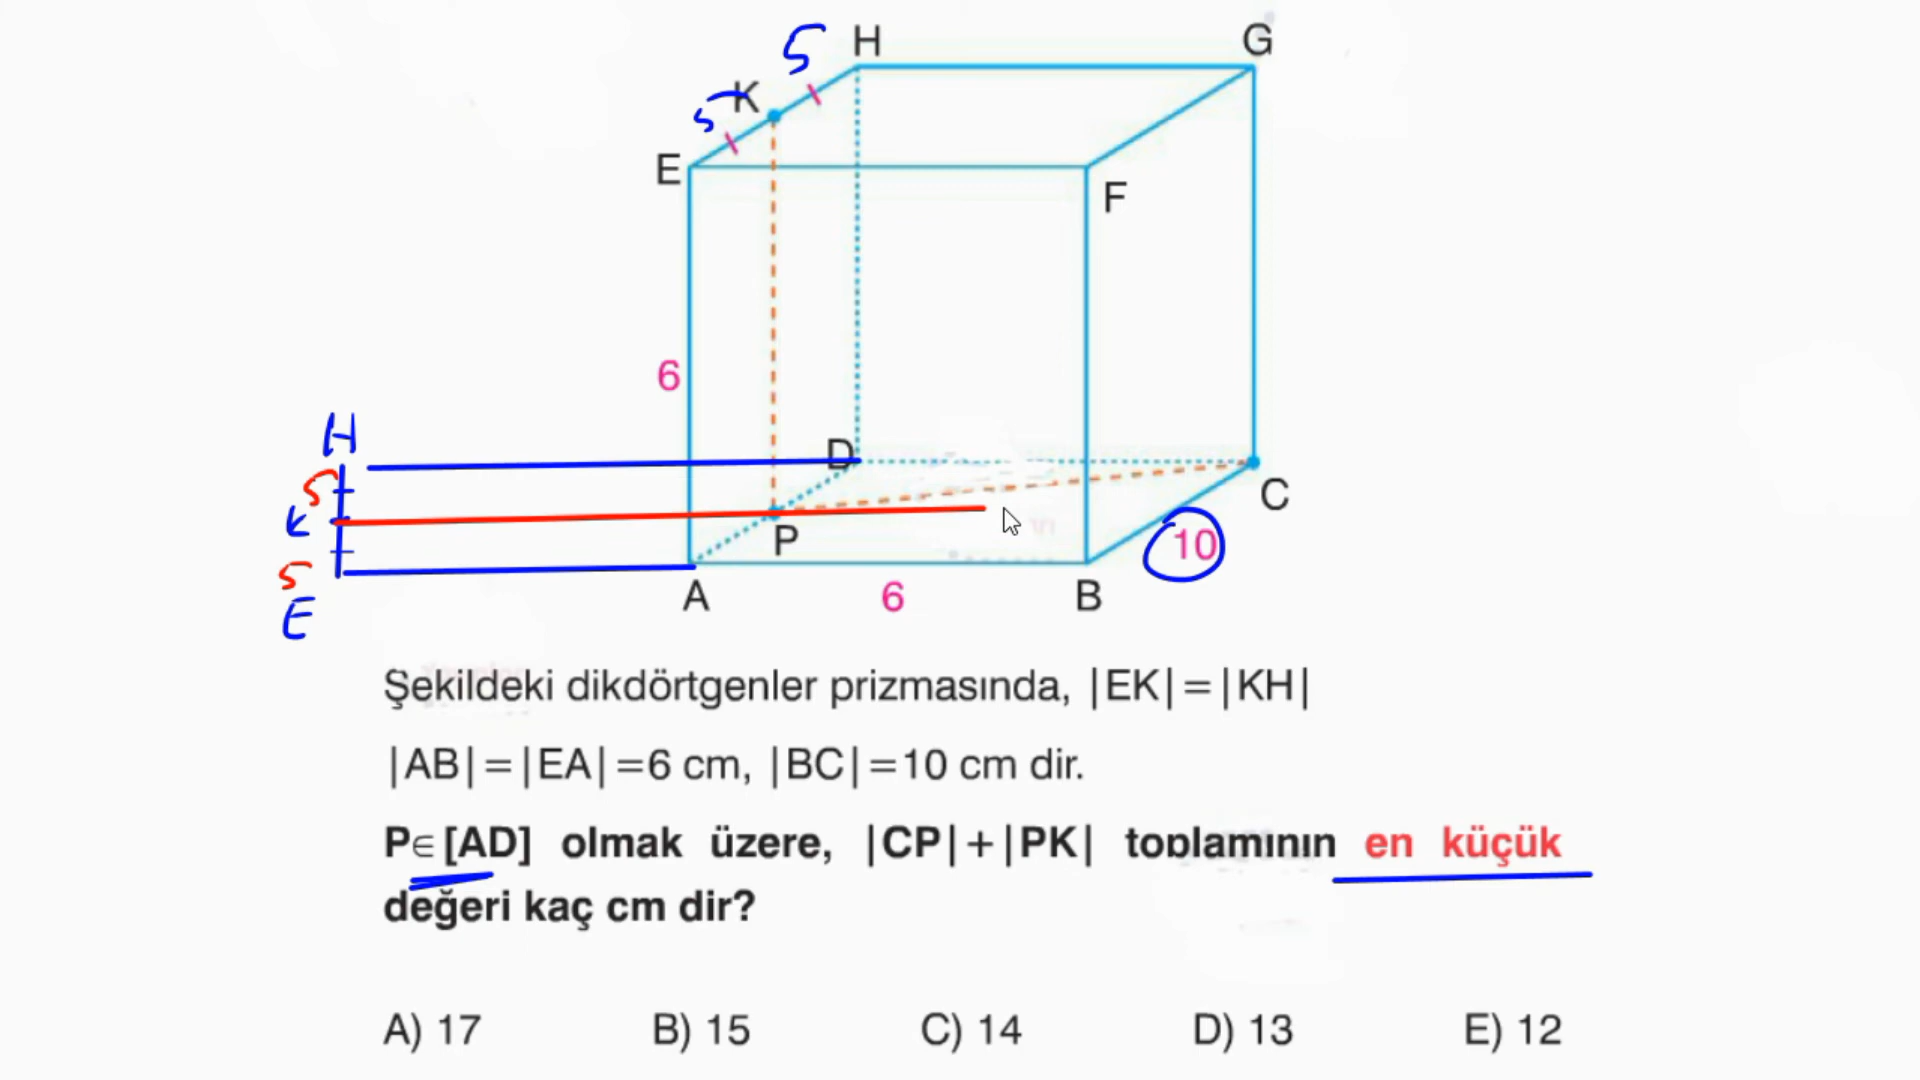 5
H
G
5
K
E
F
6
H
D
5
C
K
P
10
5
A
6
B
E
Şekildeki dikdörtgenler prizmasında, |EK|=|KH|
|AB|=|EA|=6 cm, |BC|=10 cm dir.
P∈[AD] olmak üzere, |CP|+|PK| toplamının en küçük
değeri kaç cm dir?
A) 17 B) 15 C) 14 D) 13 E) 12